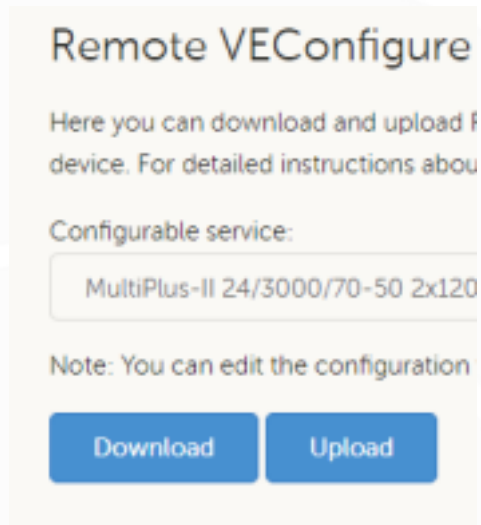 Remote VEConfigure
Here you can download and upload
device. For detailed instructions
Configurable service:
MultiPlus-II 24/3000/70-50 2x120
Note: You can edit the configuration
Download
Upload